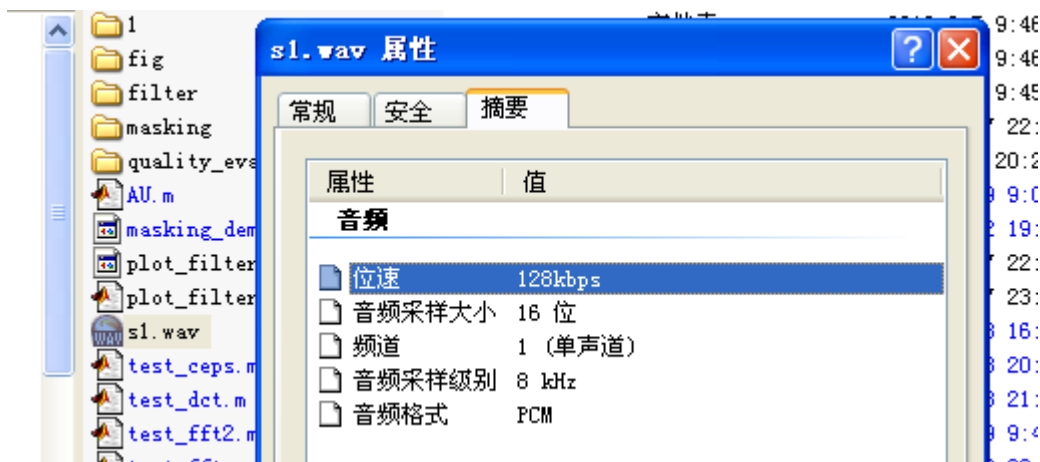 1
fig
filter
masking
quality_eva
AU.m
masking_dem
plot_filter
plot_filter
s1.wav
test_ceps.m
test_dct.m
test_fft2.m
s1.wav 属性
常规 安全 摘要
属性 值
音频
位速 128kbps
音频采样大小 16 位
频道 1 (单声道)
音频采样级别 8 kHz
音频格式 PCM
9:46
9:46
9:45
22:
20:2
9:0
19:
22:
23:
16:
20:
21:
9:4